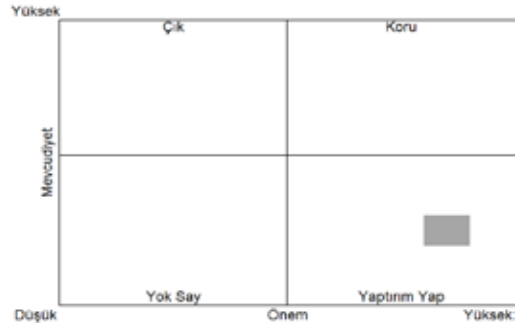 Yüksek
Çık
Koru
Mevcudiyet
Yok Say
Yaptırım Yap
Düşük
Önem
Yüksek